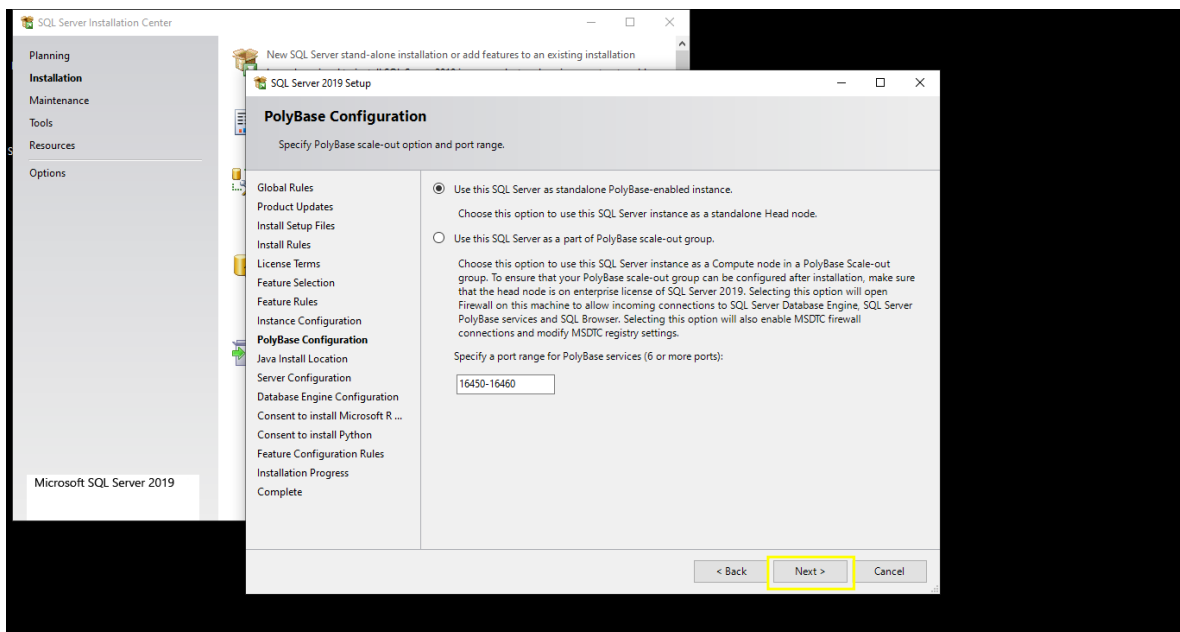 SQL Server Installation Center
Planning
Installation
Maintenance
Tools
Resources
Options
Microsoft SQL Server 2019
New SQL Server stand-alone installation or add features to an existing installation
SQL Server 2019 Setup
PolyBase Configuration
Specify PolyBase scale-out option and port range.
Global Rules
Product Updates
Install Setup Files
Install Rules
License Terms
Feature Selection
Feature Rules
Instance Configuration
PolyBase Configuration
Java Install Location
Server Configuration
Database Engine Configuration
Consent to install Microsoft R ...
Consent to install Python
Feature Configuration Rules
Installation Progress
Complete
Use this SQL Server as standalone PolyBase-enabled instance.
Choose this option to use this SQL Server instance as a standalone Head node.
Use this SQL Server as a part of PolyBase scale-out group.
Choose this option to use this SQL Server instance as a Compute node in a PolyBase Scale-out
group. To ensure that your PolyBase scale-out group can be configured after installation, make sure
that the head node is on enterprise license of SQL Server 2019. Selecting this option will open
Firewall on this machine to allow incoming connections to SQL Server Database Engine, SQL Server
PolyBase services and SQL Browser. Selecting this option will also enable MSDTC firewall
connections and modify MSDTC registry settings.
Specify a port range for PolyBase services (6 or more ports):
16450-16460
< Back
Next >
Cancel